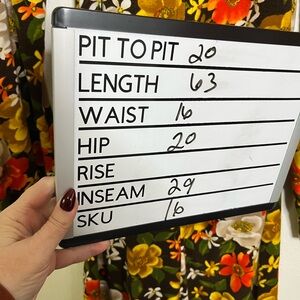 PIT TO PIT 20
LENGTH 63
WAIST 16
HIP 20
RISE
INSEAM 29
SKU 16